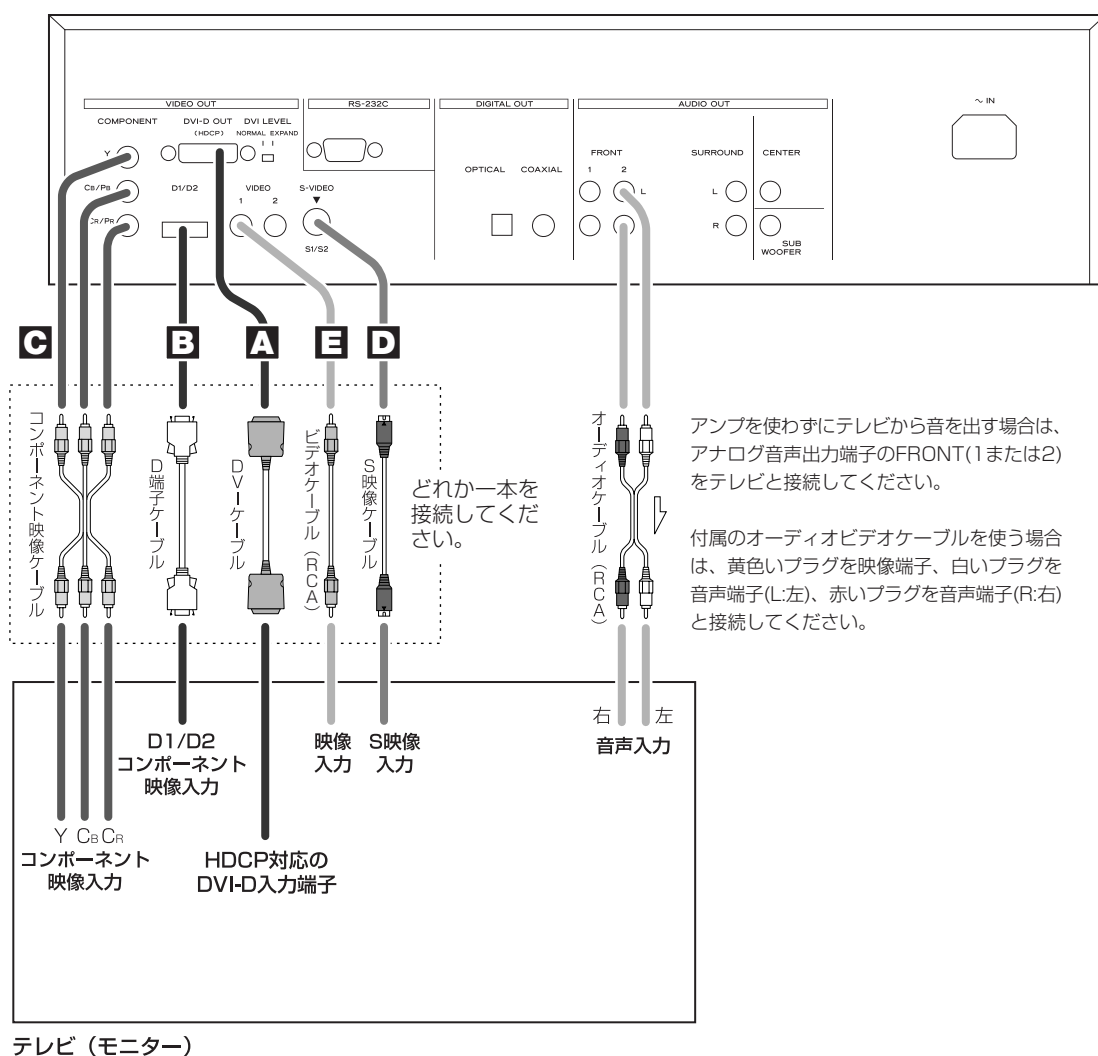 VIDEO OUT
RS-232C
DIGITAL OUT
AUDIO OUT
～ IN
COMPONENT
DVI-D OUT
(HDCP)
DVI LEVEL
NORMAL EXPAND
Y
CB/PB
CR/PR
D1/D2
VIDEO
1 2
S-VIDEO
▼
S1/S2
OPTICAL
COAXIAL
FRONT
1 2
L
SURROUND
L
R
CENTER
SUB
WOOFER
C
B
A
E
D
コンポーネント映像ケーブル
D端子ケーブル
DVIケーブル
ビデオケーブル（RCA）
S映像ケーブル
どれか一本を
接続してくだ
さい。
オーディオケーブル（RCA）
アンプを使わずにテレビから音を出す場合は、
アナログ音声出力端子のFRONT(1または2)
をテレビと接続してください。
付属のオーディオビデオケーブルを使う場合
は、黄色いプラグを映像端子、白いプラグを
音声端子(L:左)、赤いプラグを音声端子(R:右)
と接続してください。
D1/D2
コンポーネント
映像入力
映像
入力
S映像
入力
右 左
音声入力
Y CB CR
コンポーネント
映像入力
HDCP対応の
DVI-D入力端子
テレビ（モニター）